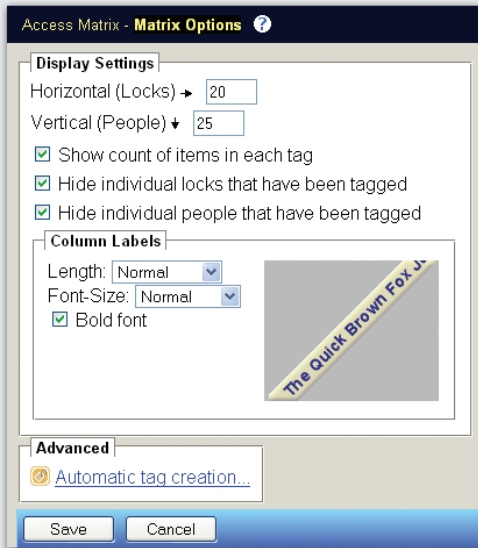 Access Matrix - Matrix Options ?
Display Settings
Horizontal (Locks) 20
Vertical (People) 25
Show count of items in each tag
Hide individual locks that have been tagged
Hide individual people that have been tagged
Column Labels
Length: Normal
Font-Size: Normal
Bold font
The Quick Brown Fox
Advanced
Automatic tag creation...
Save Cancel